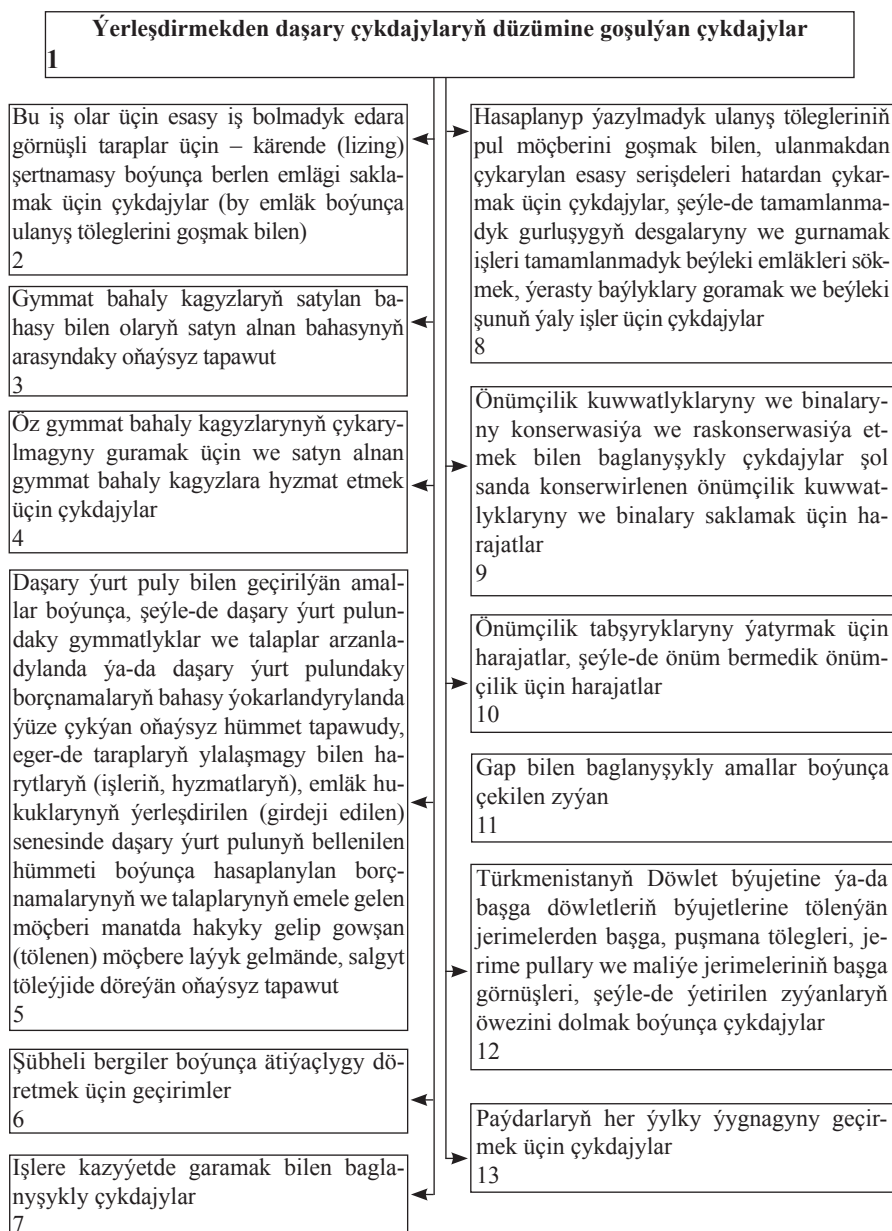 Ýerleşdirmekden daşary çykdajylaryň düzümine goşulýan çykdajylar
1
Bu iş olar üçin esasy iş bolmadyk edara
görnüşli taraplar üçin – kärende (lizing)
şertnamasy boýunça berlen emlägi sakla-
mak üçin çykdajylar (by emläk boýunça
ulanyş töleglerini goşmak bilen)
2
Gymmat bahaly kagyzlaryň satylan ba-
hasy bilen olaryň satyn alnan bahasynyň
arasyndaky oňaýsyz tapawut
3
Öz gymmat bahaly kagyzlarynyň çykary-
lmagyny guramak üçin we satyn alnan
gymmat bahaly kagyzlara hyzmat etmek
üçin çykdajylar
4
Daşary ýurt puly bilen geçirilýän amal-
lar boýunça, şeýle-de daşary ýurt pulun-
daky gymmatlyklar we talaplar arzanla-
dylanda ýa-da daşary ýurt pulundaky
borçnamalaryň bahasy ýokarlandyrylanda
ýüze çykýan oňaýsyz hümmet tapawudy,
eger-de taraplaryň ylalaşmagy bilen ha-
rytlaryň (işleriň, hyzmatlaryň), emläk hu-
kuklarynyň ýerleşdirilen (girdeji edilen)
senesinde daşary ýurt pulunyň bellenilen
hümmeti boýunça hasaplanylan borç-
namalarynyň we talaplarynyň emele gelen
möçberi manatda hakyky gelip gowşan
(tölenen) möçbere laýyk gelmände, salgyt
töleýjide döreýän oňaýsyz tapawut
5
Şübheli bergiler boýunça ätiýaçlygy dö-
retmek üçin geçirimler
6
Işlere kazyýetde garamak bilen bagla-
nyşykly çykdajylar
7
Hasaplanyp ýazylmadyk ulanyş tölegleriniň
pul möçberini goşmak bilen, ulanmakdan
çykarylan esasy serişdeleri hatardan çykar-
mak üçin çykdajylar, şeýle-de tamamlanma-
dyk gurluşygyň desgalaryny we gurnamak
işleri tamamlanmadyk beýleki emläkleri sök-
mek, ýerasty baýlyklary goramak we beýleki
şunuň ýaly işler üçin çykdajylar
8
Önümçilik kuwwatlyklaryny we binalary-
ny konserwasiýa we raskonserwasiýa et-
mek bilen baglanyşykly çykdajylar şol
sanda konserwirlenen önümçilik kuwwat-
lyklaryny we binalary saklamak üçin ha-
rajatlar
9
Önümçilik tabşyryklaryny ýatyrmak üçin
harajatlar, şeýle-de önüm bermedik önüm-
çilik üçin harajatlar
10
Gap bilen baglanyşykly amallar boýunça
çekilen zyýan
11
Türkmenistanyň Döwlet býujetine ýa-da
başga döwletleriň býujetlerine tölenýän
jerimelerden başga, puşmana tölegleri, je-
rime pullary we maliýe jerimeleriniň başga
görnüşleri, şeýle-de ýetirilen zyýanlaryň
öwezini dolmak boýunça çykdajylar
12
Paýdarlaryň her ýylky ýygnagyny geçir-
mek üçin çykdajylar
13